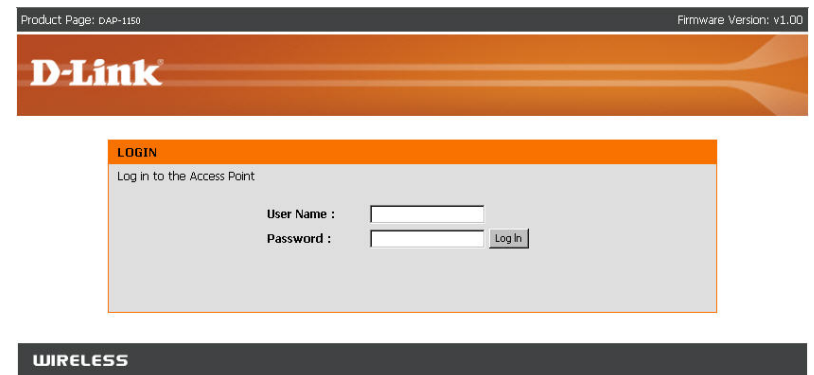 Product Page: DAP-1150 Firmware Version: v1.00
D-Link®
LOGIN
Log in to the Access Point
User Name :
Password : Log In
WIRELESS